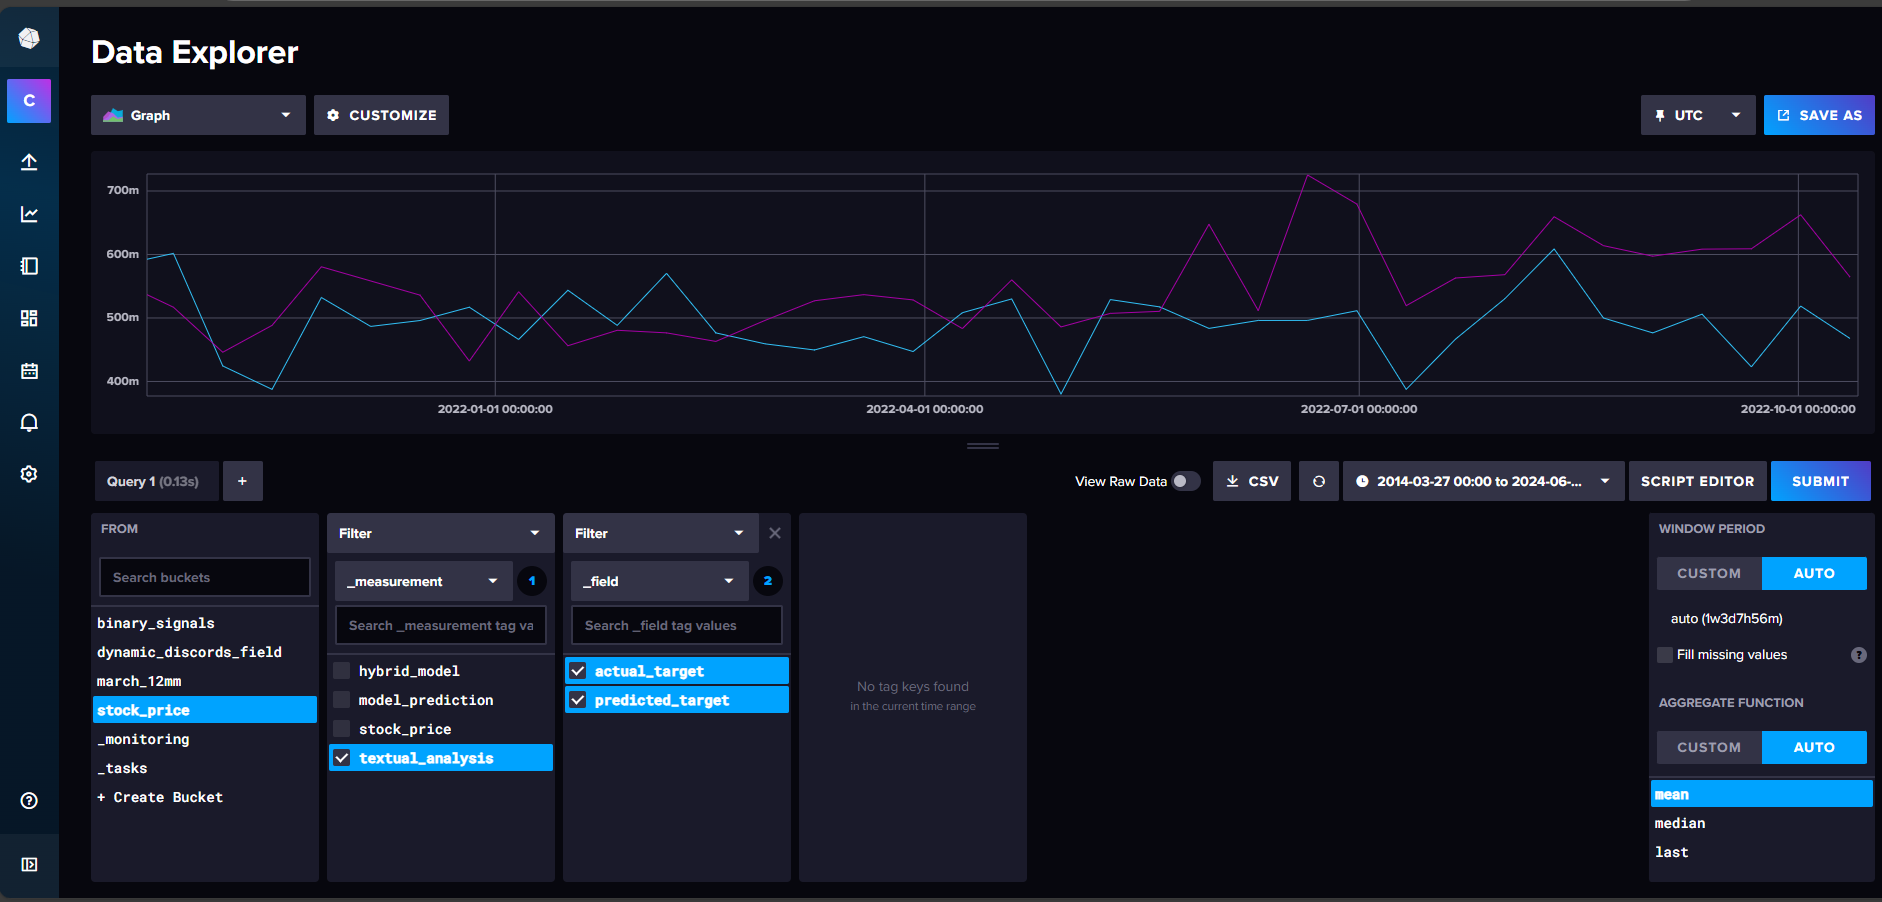 Data Explorer
C
Graph
CUSTOMIZE
UTC
SAVE AS
700m
600m
500m
400m
2022-01-01 00:00:00
2022-04-01 00:00:00
2022-07-01 00:00:00
2022-10-01 00:00:00
Query 1 (0.13s)
+
View Raw Data
CSV
2014-03-27 00:00 to 2024-06-...
SCRIPT EDITOR
SUBMIT
FROM
Search buckets
binary_signals
dynamic_discords_field
march_12mm
stock_price
_monitoring
_tasks
+ Create Bucket
Filter
_measurement
1
Search _measurement tag va
hybrid_model
model_prediction
stock_price
textual_analysis
Filter
_field
2
Search _field tag values
actual_target
predicted_target
No tag keys found
in the current time range
WINDOW PERIOD
CUSTOM
AUTO
auto (1w3d7h56m)
Fill missing values
?
AGGREGATE FUNCTION
CUSTOM
AUTO
mean
median
last